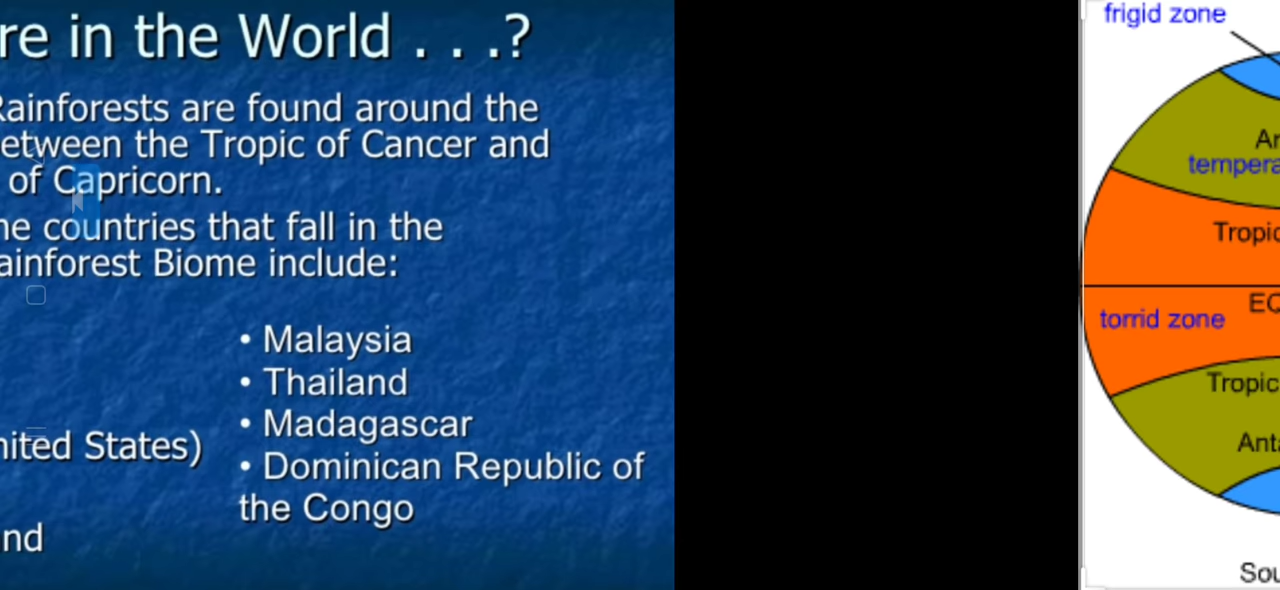 re in the World . . .?
Rainforests are found around the
etween the Tropic of Cancer and
of Capricorn.
ne countries that fall in the
ainforest Biome include:
• Malaysia
• Thailand
• Madagascar
nited States)
• Dominican Republic of
the Congo
nd
frigid zone
Ar
tempera
Tropic
EQ
torrid zone
Tropic
Anta
Sou